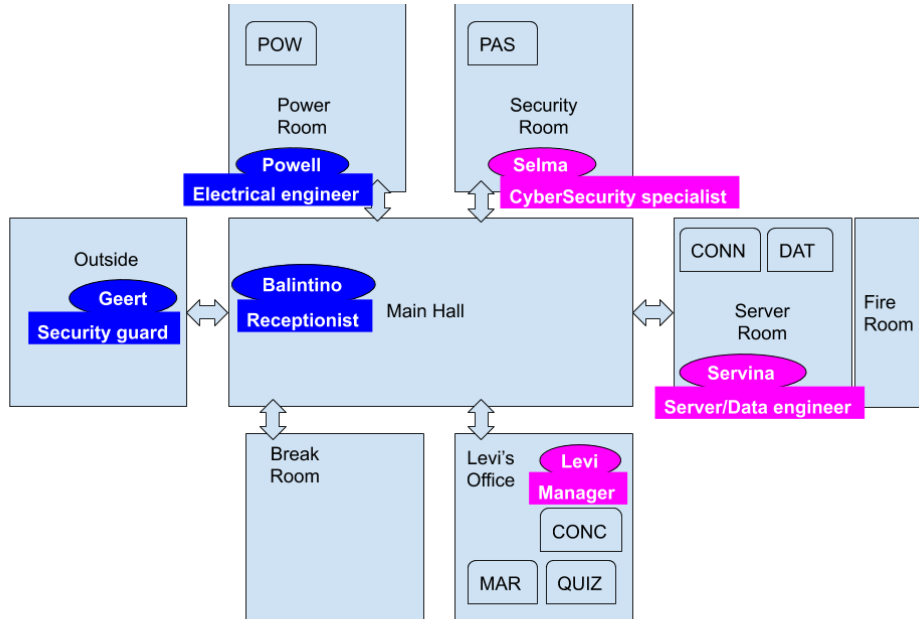 POW
PAS
Power
Room
Security
Room
Powell
Electrical engineer
Selma
CyberSecurity specialist
Outside
Geert
Security guard
Balintino
Receptionist
Main Hall
CONN
DAT
Server
Room
Servina
Server/Data engineer
Fire
Room
Break
Room
Levi's
Office
Levi
Manager
CONC
MAR
QUIZ